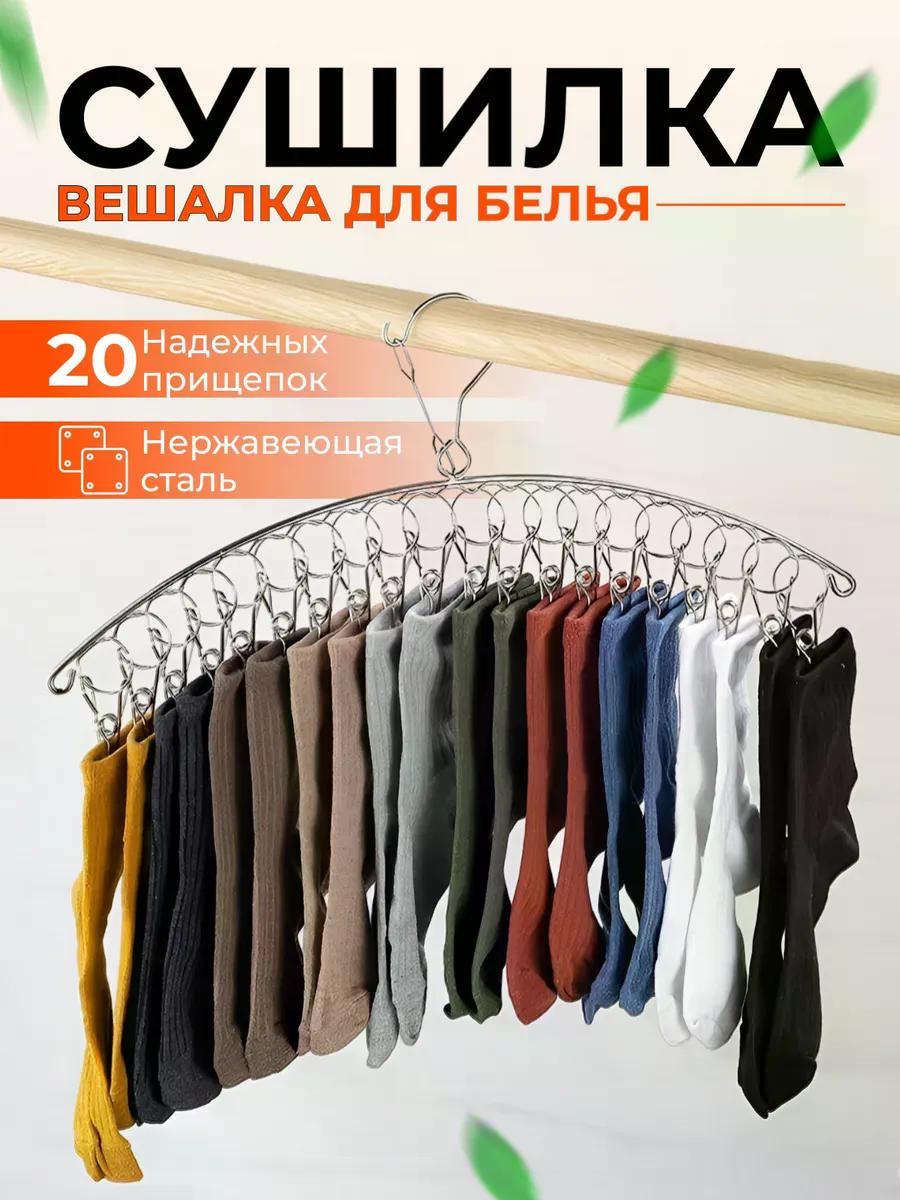 СУШИЛКА
ВЕШАЛКА ДЛЯ БЕЛЬЯ
20 Надежных
прищепок
Нержавеющая
сталь